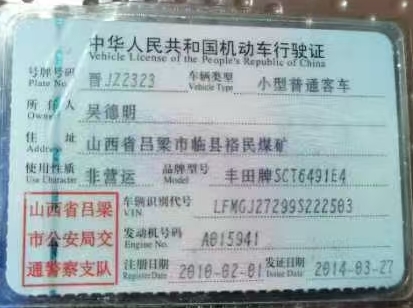 中华人民共和国机动车行驶证
Vehicle License of the People's Republic of China
号牌号码 晋JZ2323 车辆类型 小型普通客车
Plate No. Vehicle Type
所有人 吴德明
Owner
住址 山西省吕梁市临县裕民煤矿
Address
使用性质 非营运 品牌型号 丰田牌SCT6491E4
Use Character Model
山西省吕梁 车辆识别代号 LFMGJ27299S222503
VIN
市公安局交 发动机号码 A015941
Engine No.
通警察支队 注册日期 2010-02-01 发证日期 2014-03-27
Register Date Issue Date